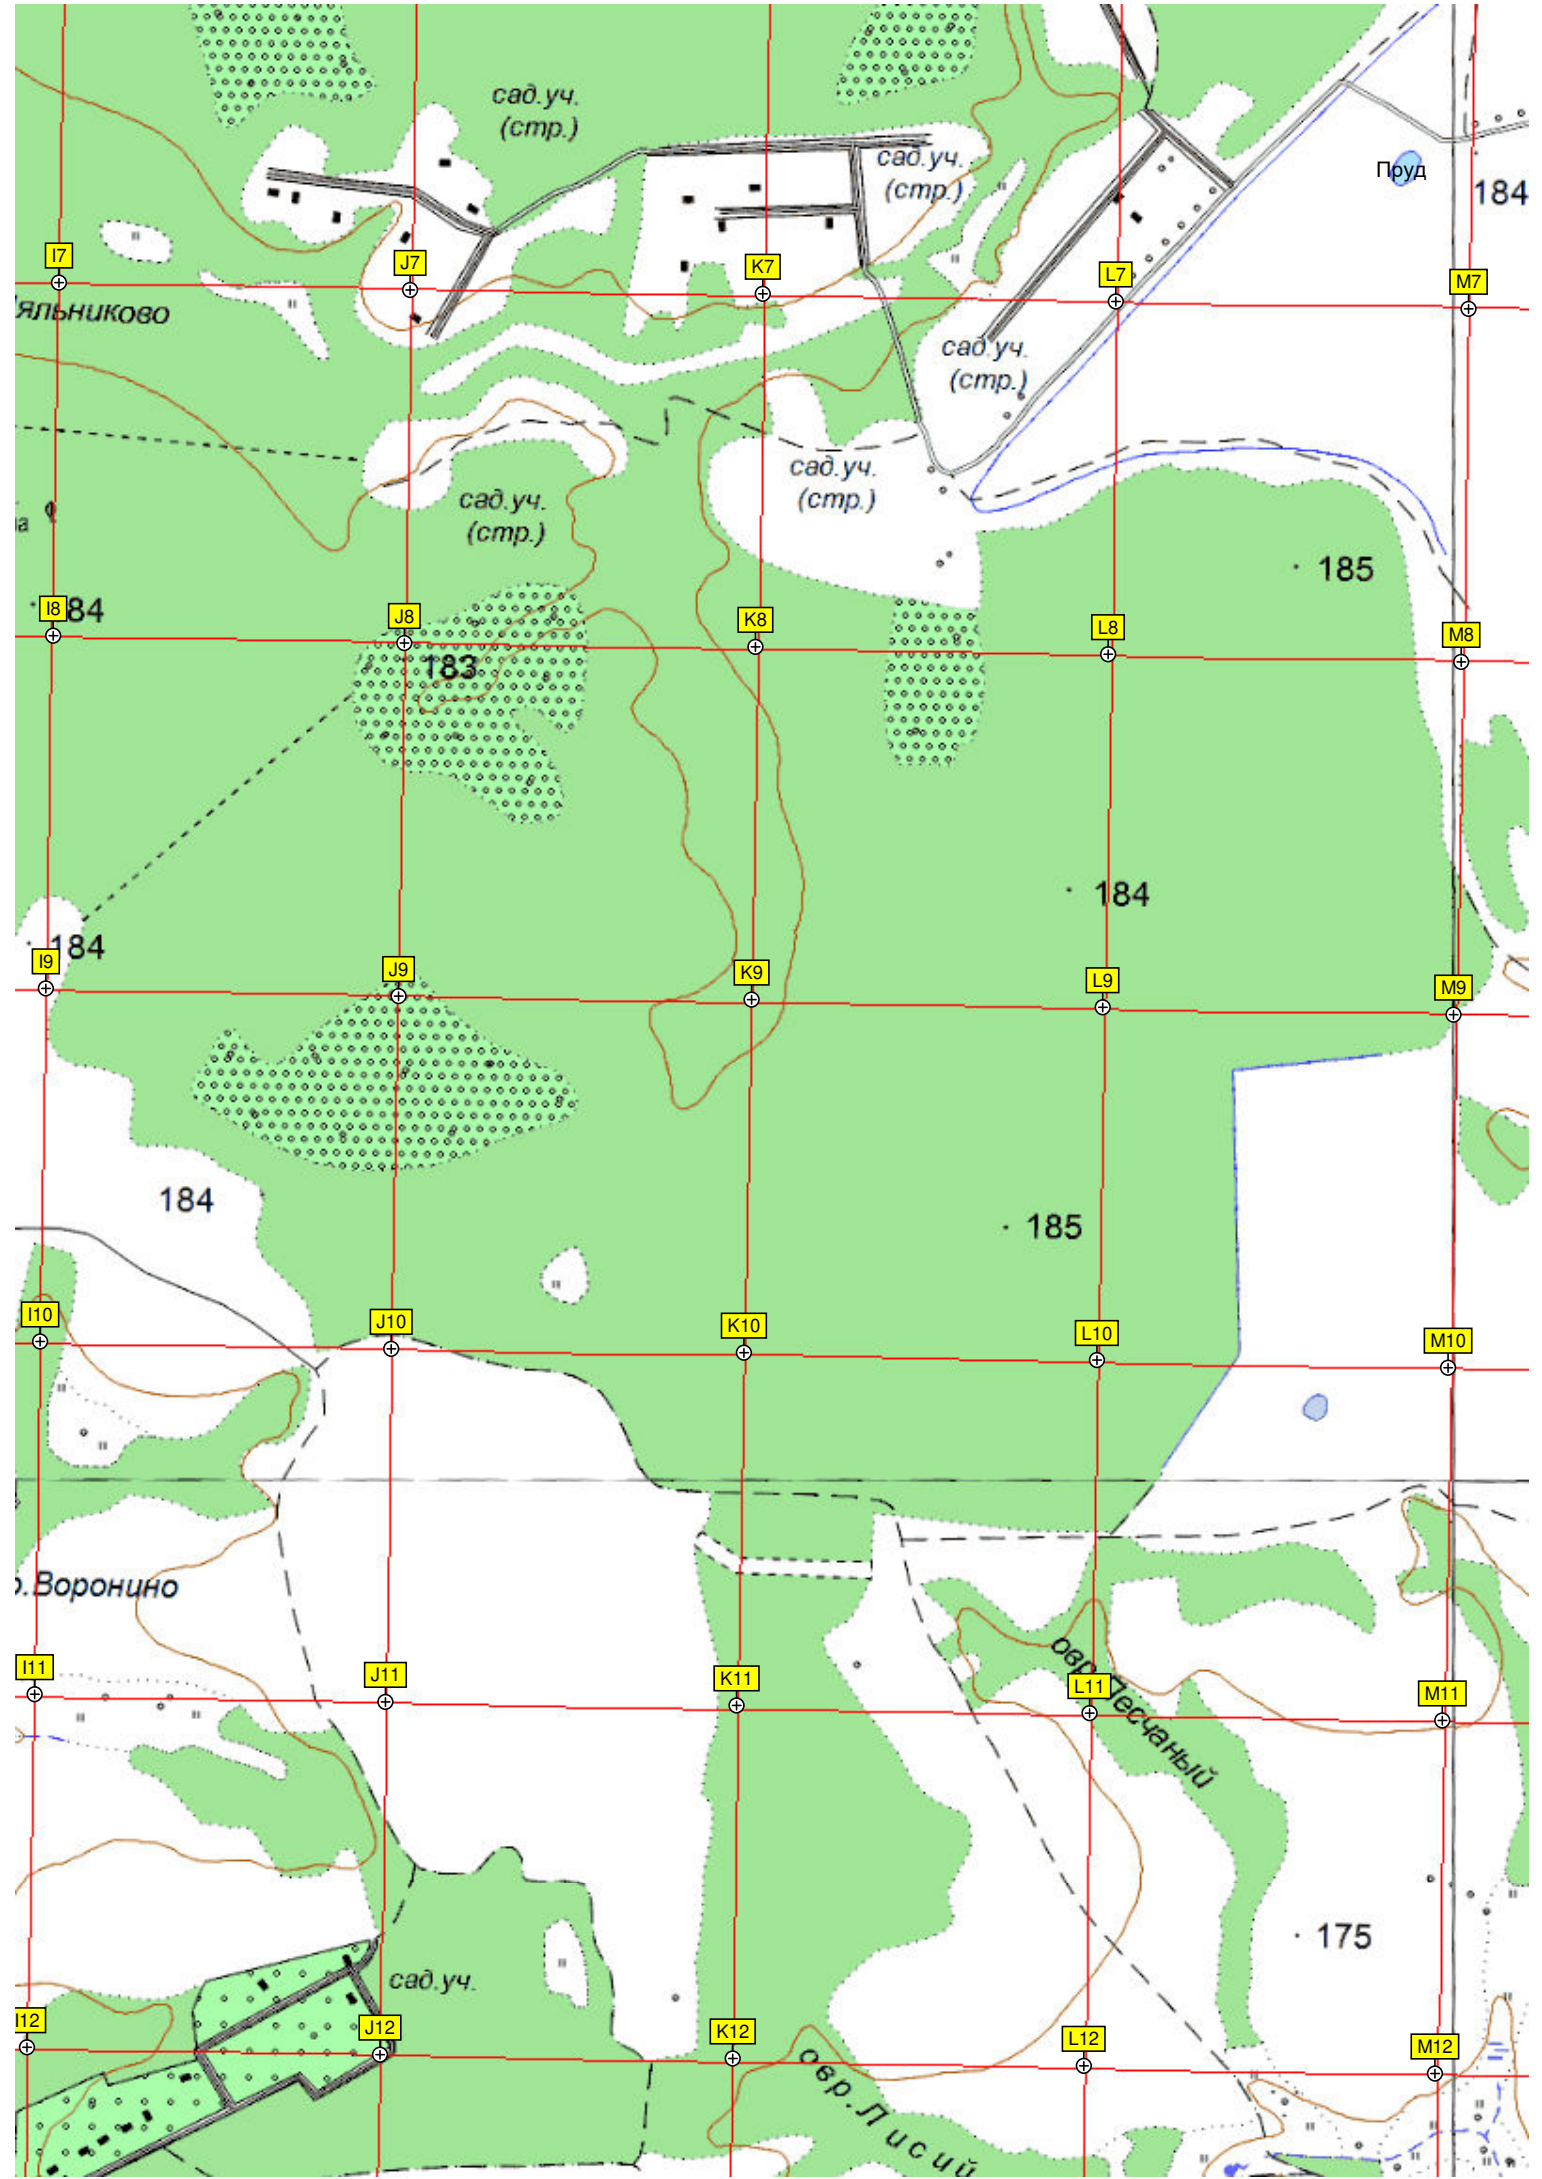 сад.уч.
(стр.)
сад.уч.
(стр.)
Пруд
184
I7
J7
K7
L7
M7
яльниково
сад.уч.
(стр.)
сад.уч.
(стр.)
сад.уч.
(стр.)
185
I8
84
J8
183
K8
L8
M8
184
184
I9
J9
K9
L9
M9
184
185
I10
J10
K10
L10
M10
р.Воронино
овр.Песчаный
I11
J11
K11
L11
M11
175
сад.уч.
I12
J12
K12
L12
M12
овр.Лисий